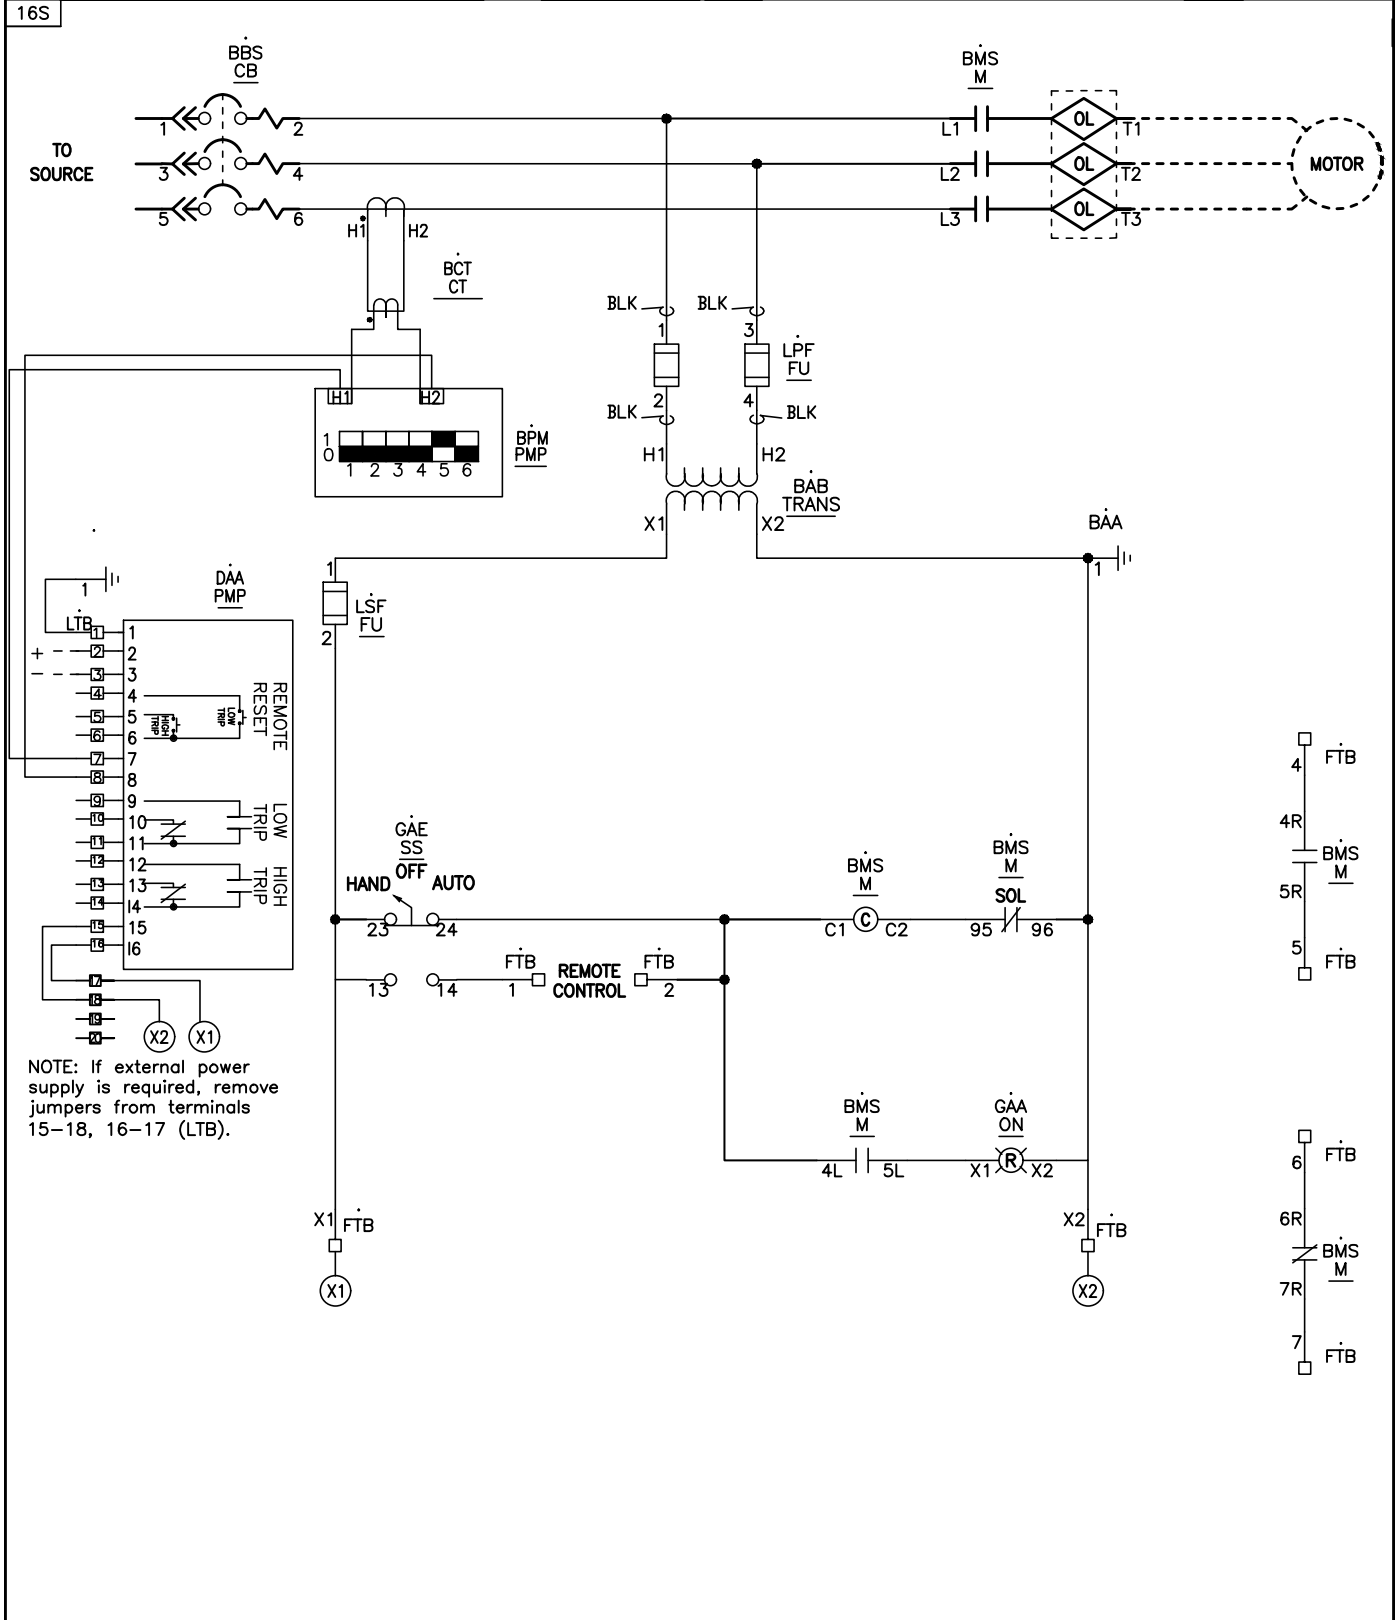 16S
BBS
CB
BMS
M
TO
SOURCE
1
2
L1
OL
T1
3
4
L2
OL
T2
MOTOR
5
6
L3
OL
T3
H1
H2
BCT
CT
BLK
BLK
1
3
LPF
FU
2
4
BLK
BLK
H1
H2
BAB
TRANS
X1
X2
BAA
1
H1
H2
1
0
1 2 3 4 5 6
BPM
PMP
1
DAA
PMP
LTB
1
LSF
FU
2
1 1
+ − 2 2
− − 3 3
4 4
5 5
6 6
7 7
8 8
9 9
10 10
11 11
12 12
13 13
14 I4
15 15
16 I6
17
18
19
20
REMOTE
RESET
LOW
TRIP
HIGH
TRIP
LOW
TRIP
HIGH
TRIP
X2
X1
NOTE: If external power
supply is required, remove
jumpers from terminals
15−18, 16−17 (LTB).
GAE
SS
HAND OFF AUTO
23 24
BMS
M
C1 C C2
BMS
M
SOL
95 96
13 14
FTB
1
REMOTE
CONTROL
FTB
2
BMS
M
4L 5L
GAA
ON
X1 R X2
X1 FTB
X1
X2 FTB
X2
4 FTB
4R
BMS
M
5R
5 FTB
6 FTB
6R
BMS
M
7R
7 FTB